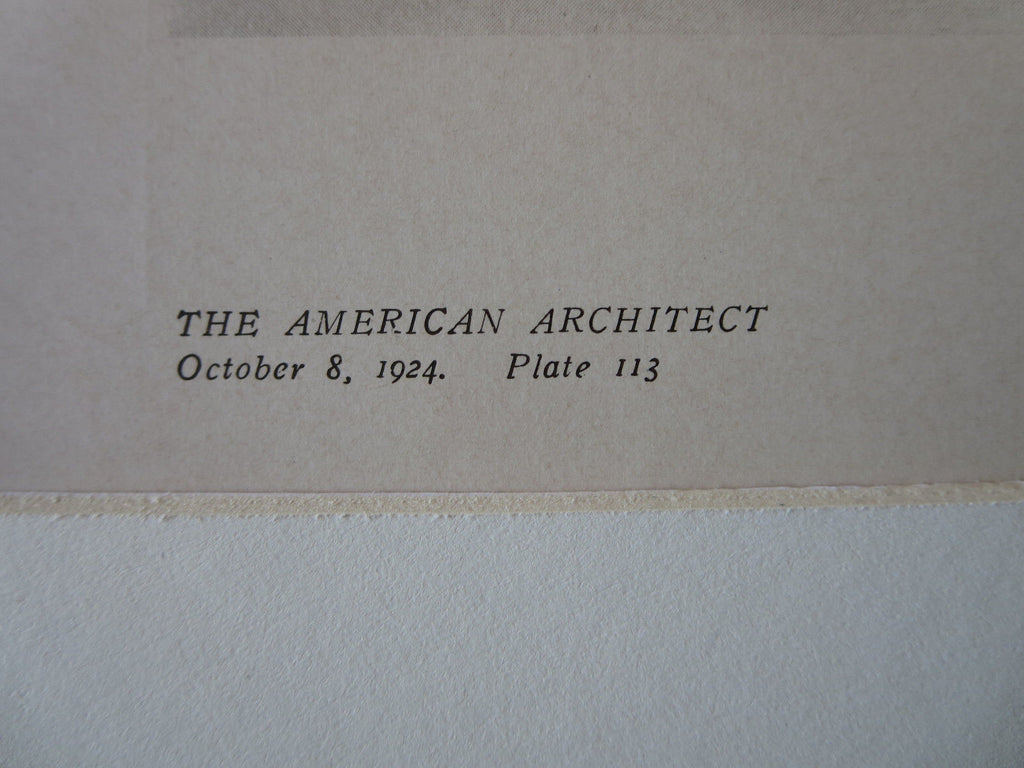 THE AMERICAN ARCHITECT
October 8, 1924. Plate 113